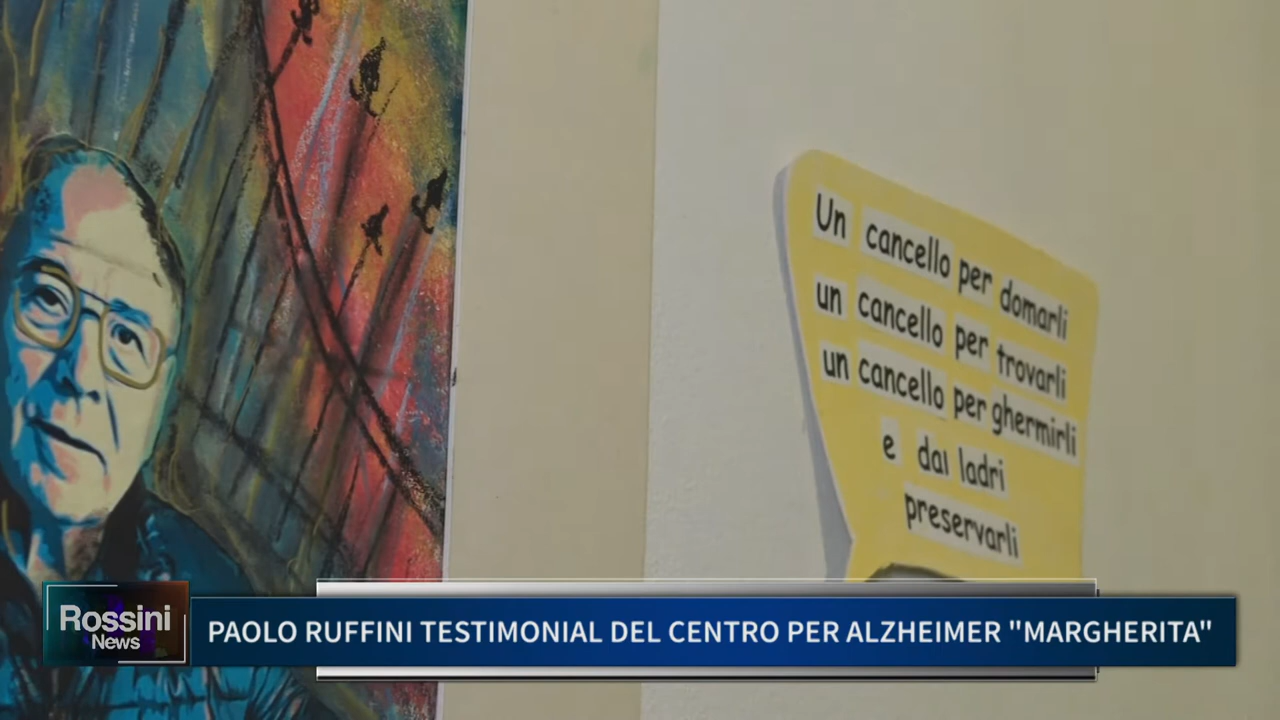 Un cancello per domarli
un cancello per trovarli
un cancello per ghermirli
e dai ladri
preservarli
Rossini
News
PAOLO RUFFINI TESTIMONIAL DEL CENTRO PER ALZHEIMER "MARGHERITA"